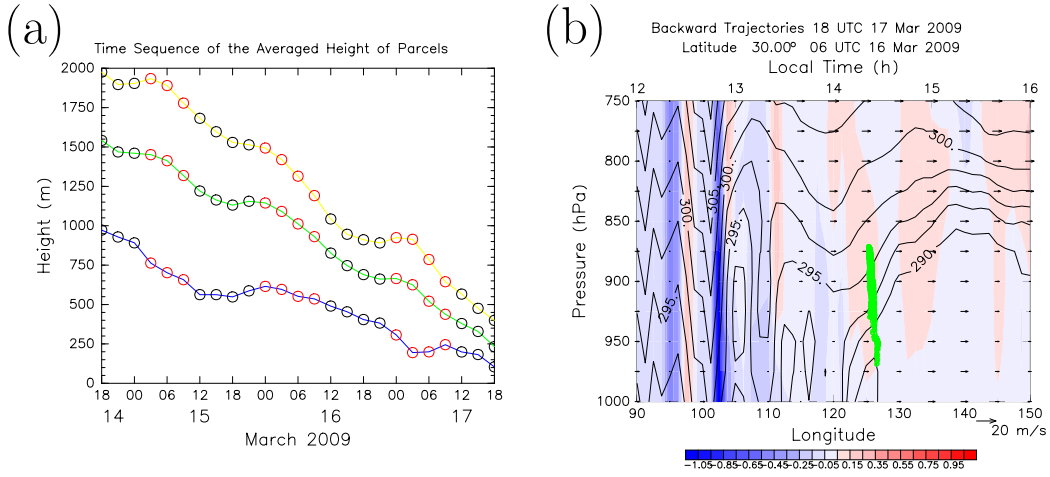 (a)
Time Sequence of the Averaged Height of Parcels
2000
1750
1500
1250
1000
750
500
250
0
Height (m)
18 00 06 12 18 00 06 12 18 00 06 12 18
14 15 16 17
March 2009
(b)
Backward Trajectories 18 UTC 17 Mar 2009
Latitude 30.00° 06 UTC 16 Mar 2009
Local Time (h)
12 13 14 15 16
750
800
850
900
950
1000
Pressure (hPa)
295.
300.
305.
300.
295.
295.
300.
290.
90 100 110 120 130 140 150
Longitude
20 m/s
−1.05 −0.85 −0.65 −0.45 −0.25 −0.05 0.15 0.35 0.55 0.75 0.95